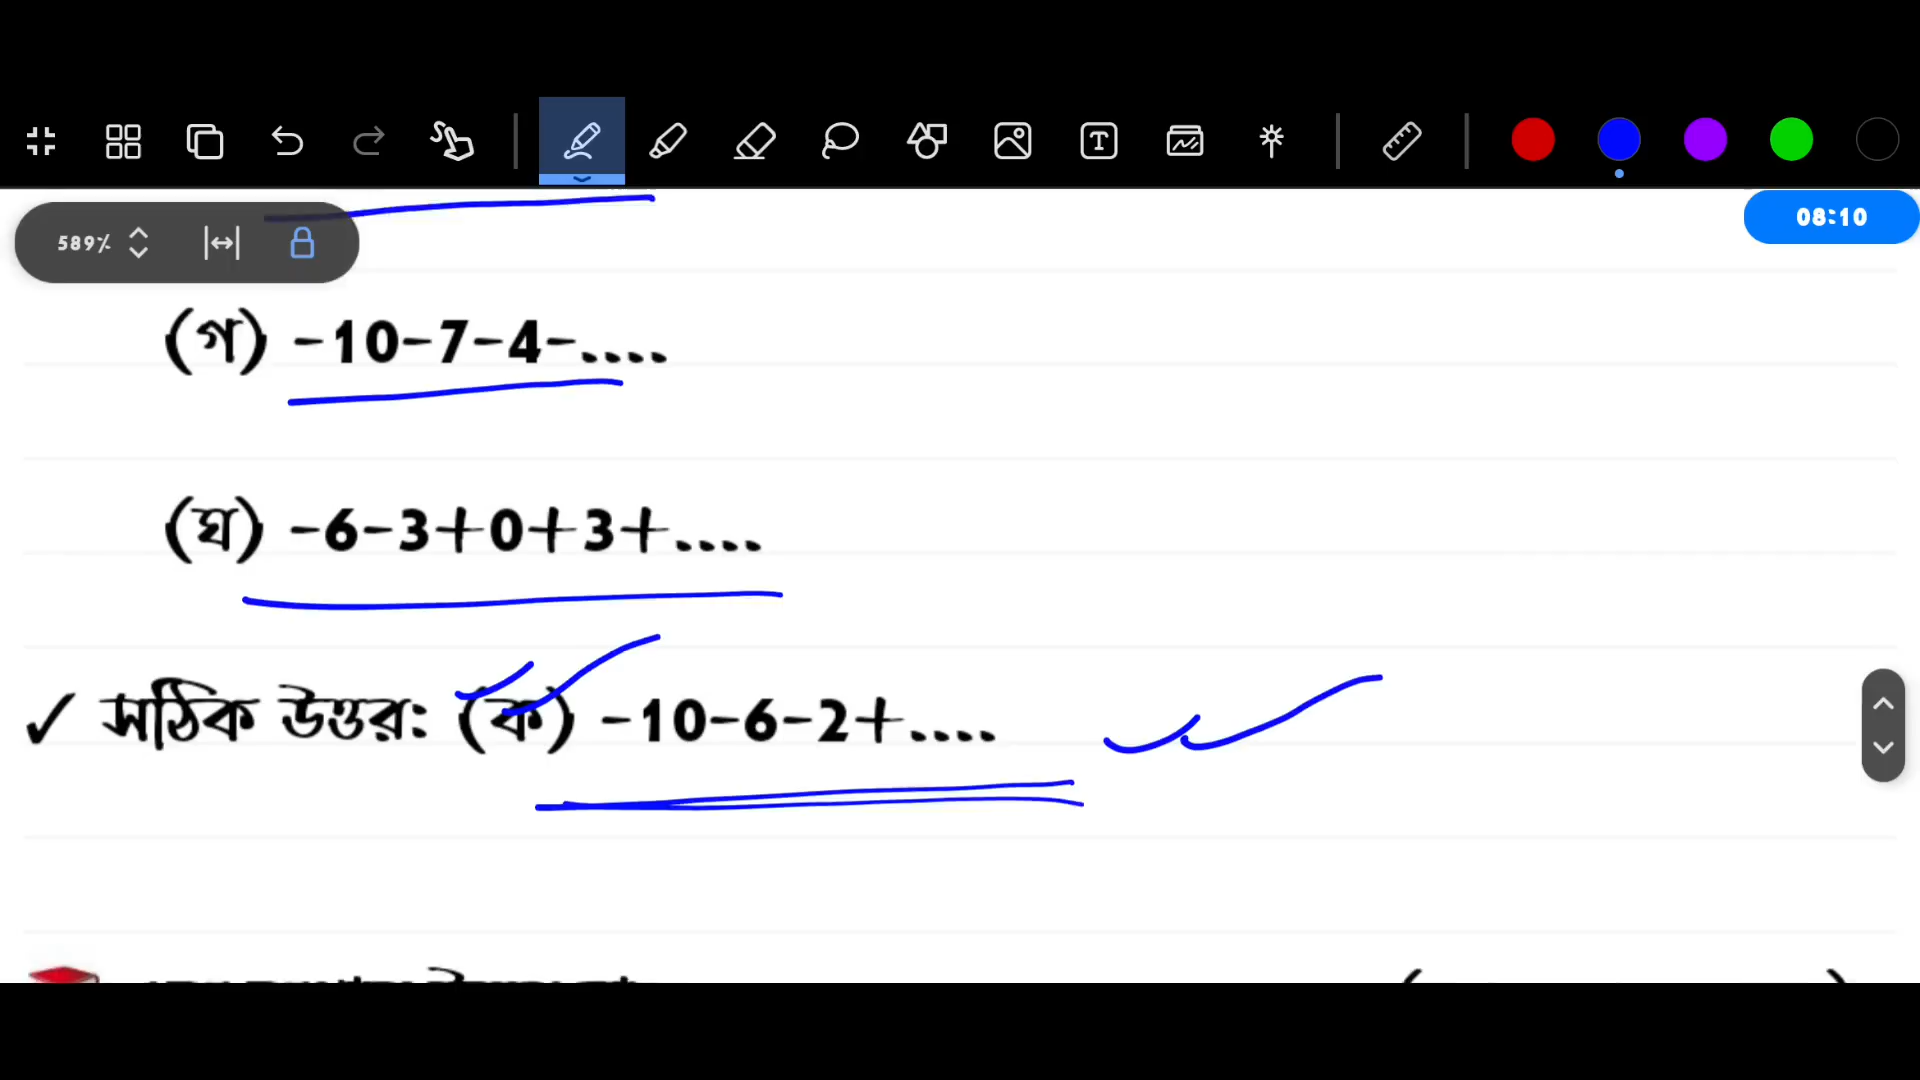 08:10
589%
(গ) -10-7-4-....
(ঘ) -6-3+0+3+....
✓ সঠিক উত্তর: (ক) -10-6-2+....